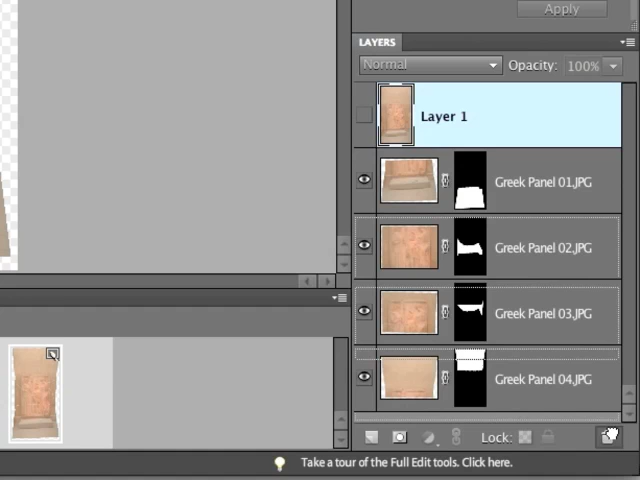 Apply
LAYERS
Normal
Opacity: 100%
Layer 1
Greek Panel 01.JPG
Greek Panel 02.JPG
Greek Panel 03.JPG
Greek Panel 04.JPG
Lock:
Take a tour of the Full Edit tools. Click here.